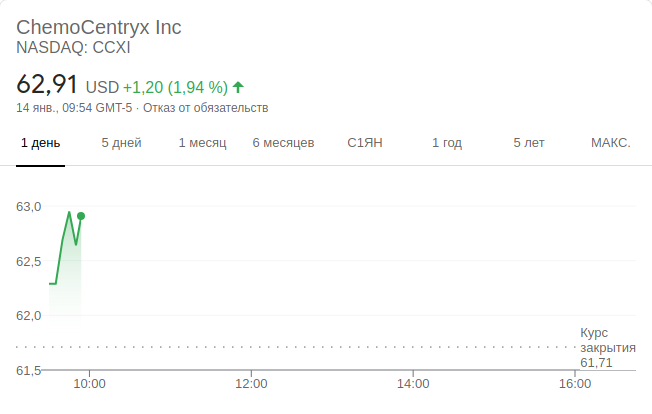 ChemoCentryx Inc
NASDAQ: CCXI
62,91 USD +1,20 (1,94 %)
14 янв., 09:54 GMT-5 · Отказ от обязательств
1 день 5 дней 1 месяц 6 месяцев С1ЯН 1 год 5 лет МАКС.
63,0
62,5
62,0
Курс
закрытия
61,71
61,5
10:00 12:00 14:00 16:00